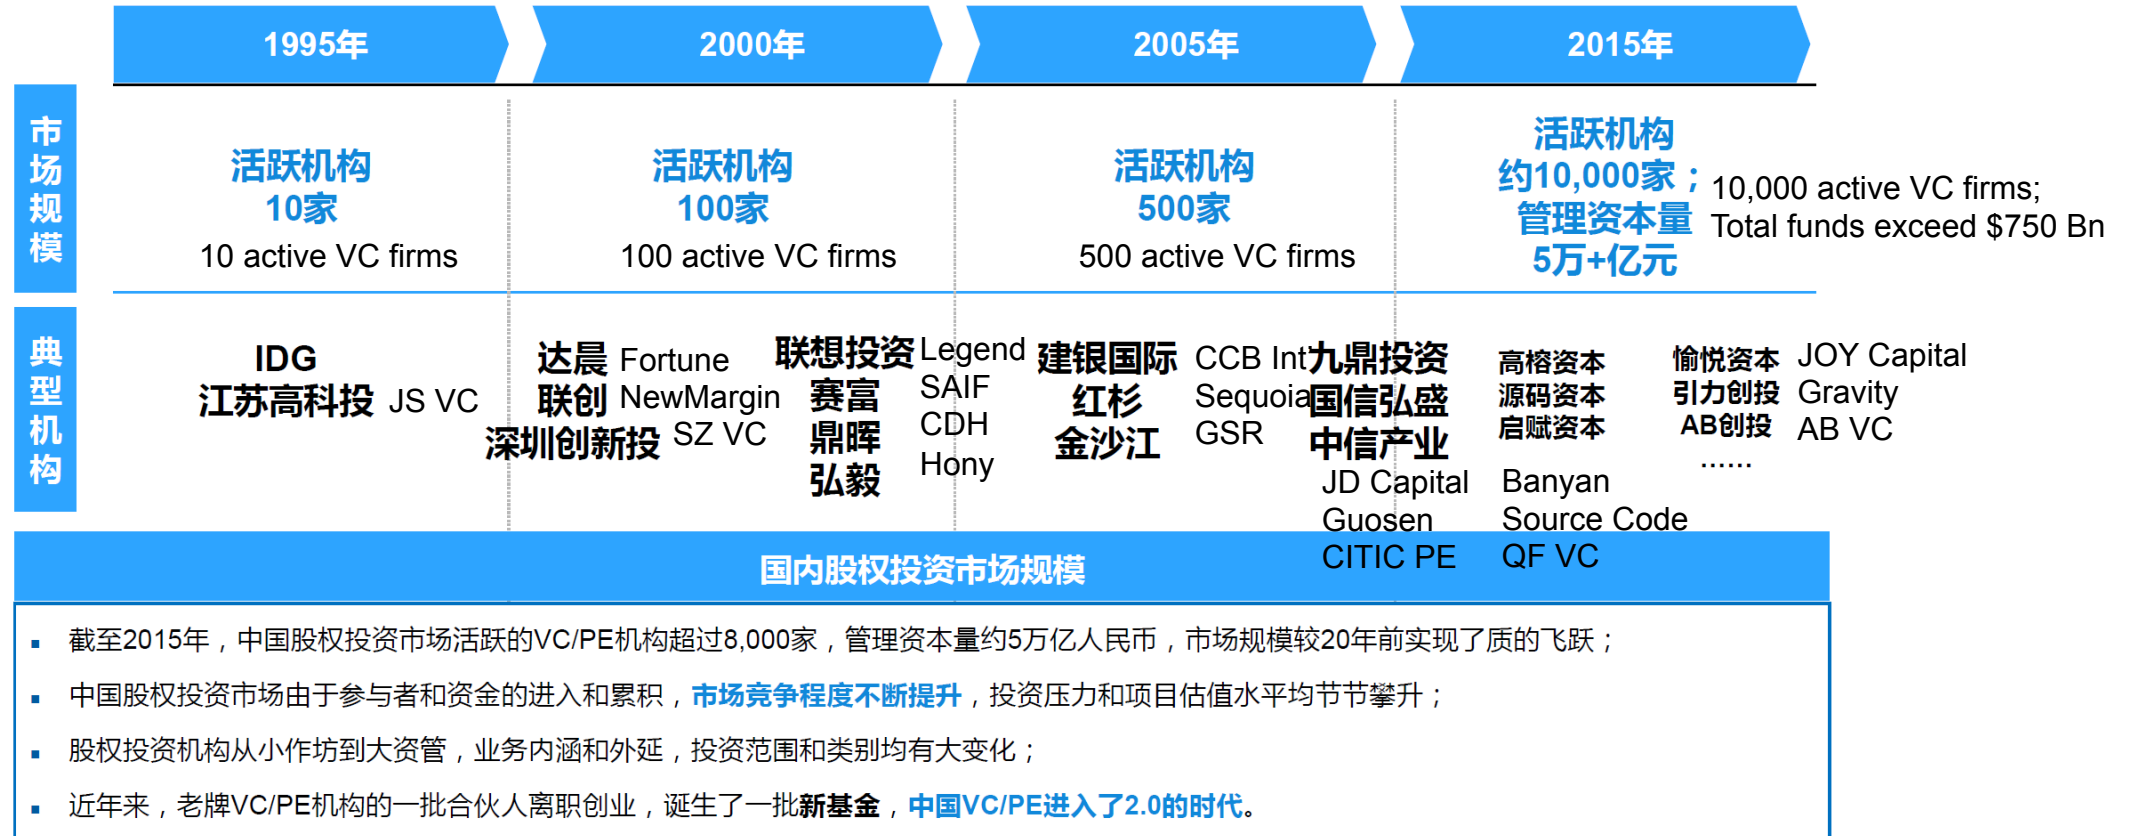 1995年
2000年
2005年
2015年
市场规模
活跃机构
10家
10 active VC firms
活跃机构
100家
100 active VC firms
活跃机构
500家
500 active VC firms
活跃机构
约10,000家；
管理资本量
5万+亿元
10,000 active VC firms;
Total funds exceed $750 Bn
典型机构
IDG
江苏高科投 JS VC
达晨 Fortune
联创 NewMargin
深圳创新投 SZ VC
联想投资 Legend
赛富 SAIF
鼎晖 CDH
弘毅 Hony
建银国际 CCB Int'
红杉 Sequoia
金沙江 GSR
九鼎投资
国信弘盛
中信产业
JD Capital
Guosen
CITIC PE
高榕资本
源码资本
启赋资本
Banyan
Source Code
QF VC
愉悦资本 JOY Capital
引力创投 Gravity
AB创投 AB VC
……
国内股权投资市场规模
▪ 截至2015年，中国股权投资市场活跃的VC/PE机构超过8,000家，管理资本量约5万亿人民币，市场规模较20年前实现了质的飞跃；
▪ 中国股权投资市场由于参与者和资金的进入和累积，市场竞争程度不断提升，投资压力和项目估值水平均节节攀升；
▪ 股权投资机构从小作坊到大资管，业务内涵和外延，投资范围和类别均有大变化；
▪ 近年来，老牌VC/PE机构的一批合伙人离职创业，诞生了一批新基金，中国VC/PE进入了2.0的时代。